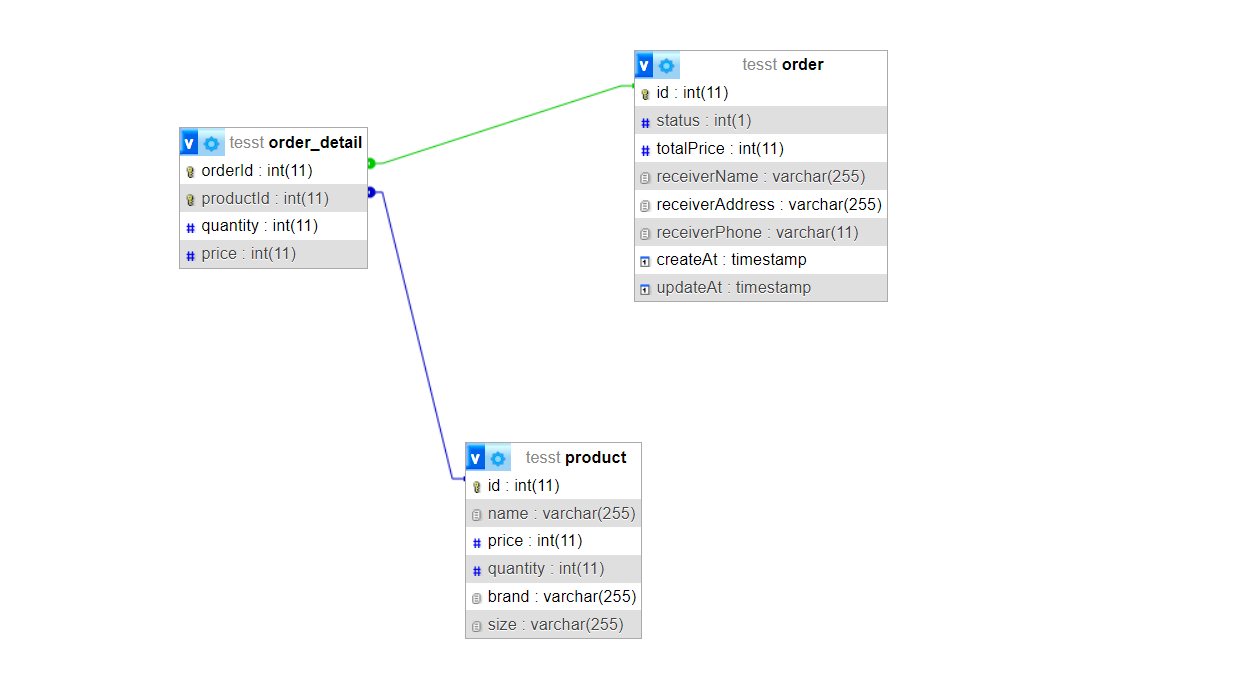 v tesst order_detail
orderId : int(11)
productId : int(11)
quantity : int(11)
price : int(11)
v tesst order
id : int(11)
status : int(1)
totalPrice : int(11)
receiverName : varchar(255)
receiverAddress : varchar(255)
receiverPhone : varchar(11)
createAt : timestamp
updateAt : timestamp
v tesst product
id : int(11)
name : varchar(255)
price : int(11)
quantity : int(11)
brand : varchar(255)
size : varchar(255)